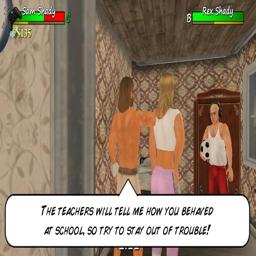 Sam Shady
Rex Shady
B
$135
The teachers will tell me how you behaved
at school, so try to stay out of trouble!